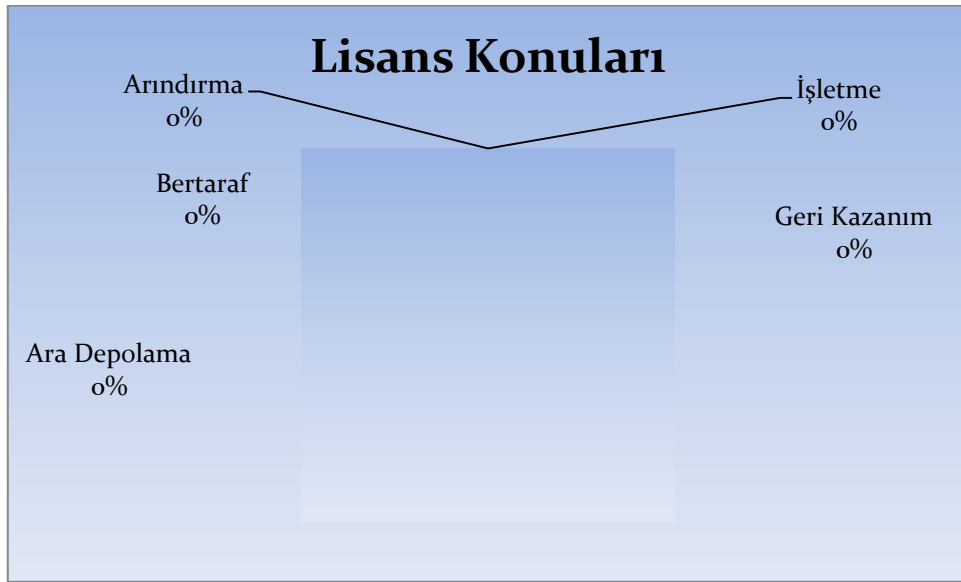 Lisans Konuları
Arındırma
0%
İşletme
0%
Bertaraf
0%
Geri Kazanım
0%
Ara Depolama
0%